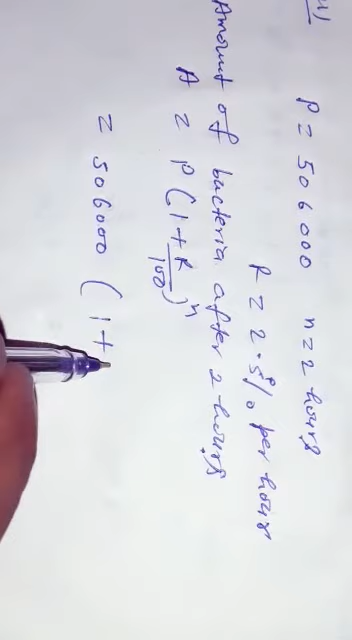 P = 506000 n = 2 hours
R = 2.5% per hour
Amount of bacteria after 2 hours
A = P(1+R/100)^n
= 506000 (1+